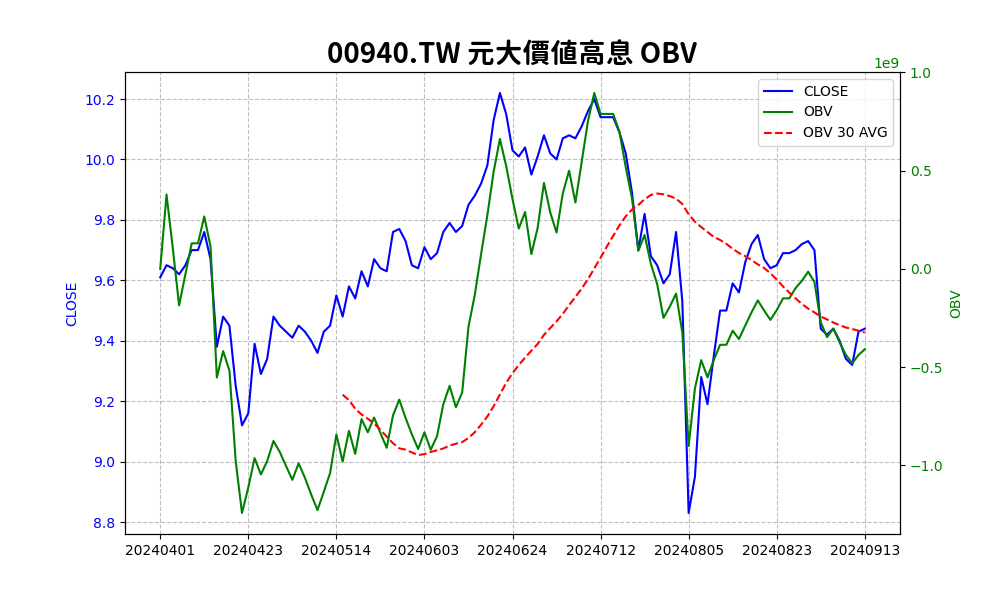 00940.TW 元大價值高息 OBV
1e9
CLOSE
OBV
OBV 30 AVG
10.2
10.0
9.8
9.6
9.4
9.2
9.0
8.8
CLOSE
1.0
0.5
0.0
−0.5
−1.0
OBV
20240401 20240423 20240514 20240603 20240624 20240712 20240805 20240823 20240913